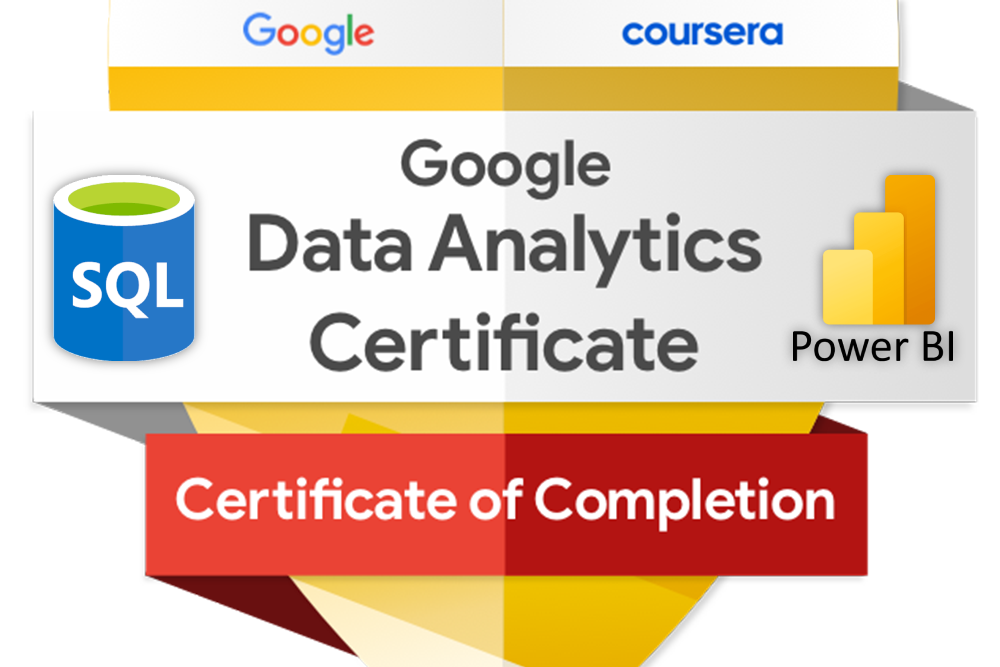 Google
coursera
Google
Data Analytics
Certificate
SQL
Power BI
Certificate of Completion